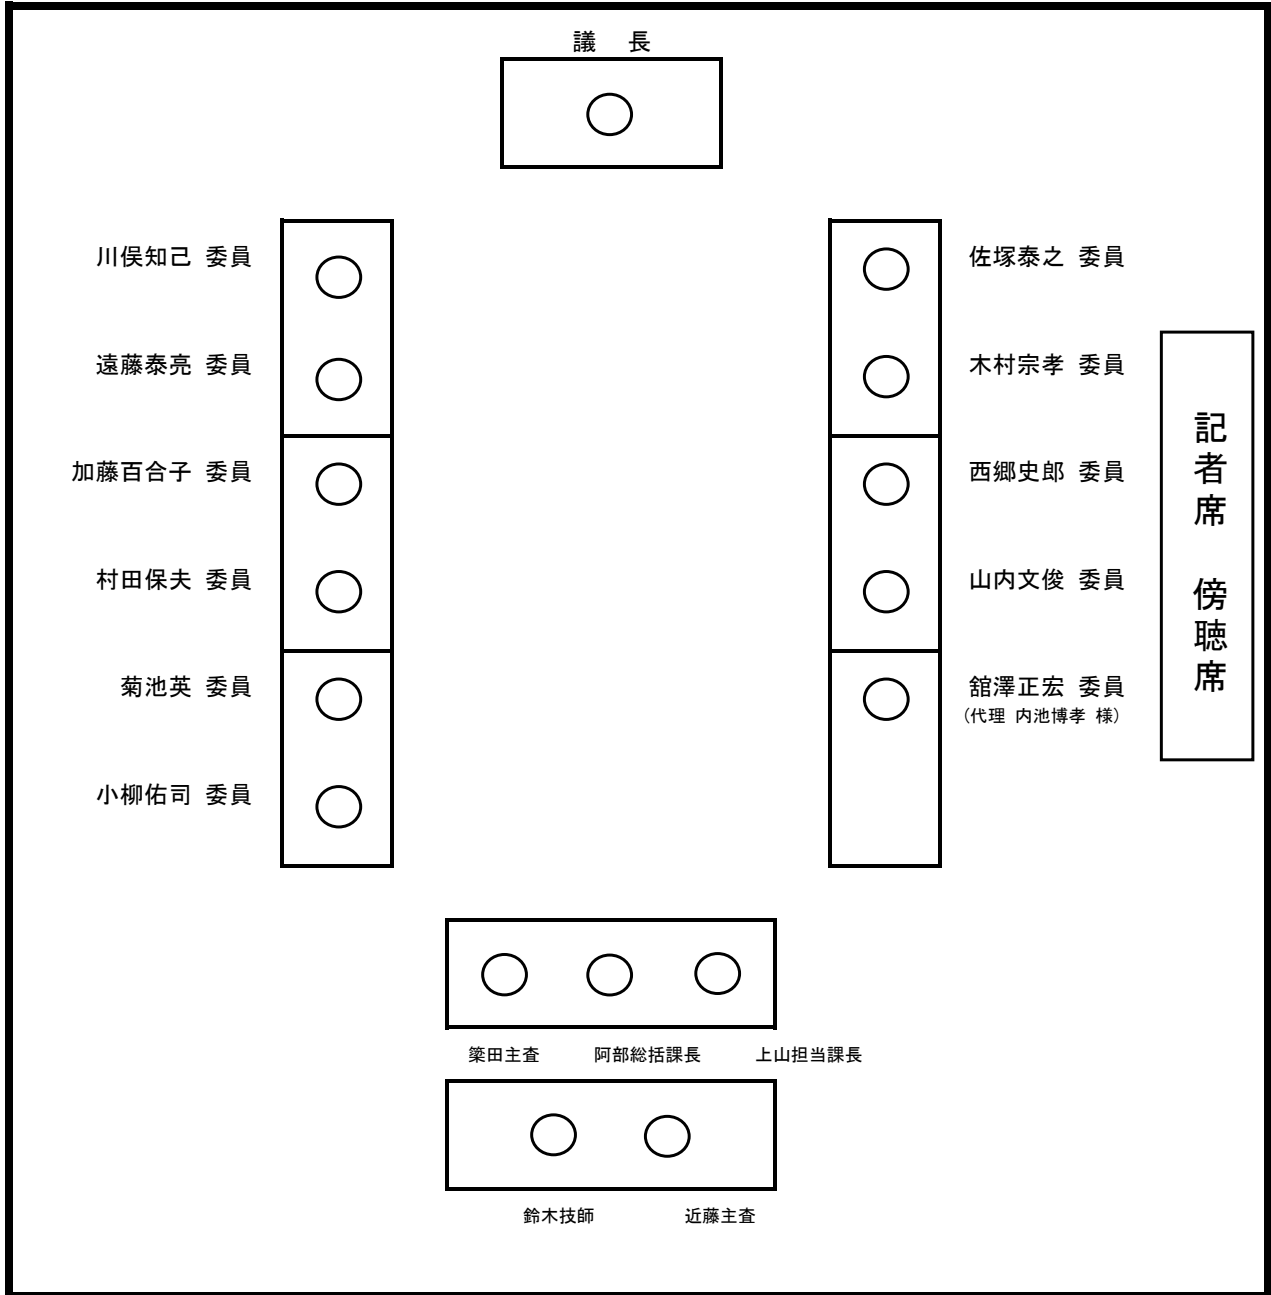 議 長
川俣知己 委員
遠藤泰亮 委員
加藤百合子 委員
村田保夫 委員
菊池英 委員
小柳佑司 委員
佐塚泰之 委員
木村宗孝 委員
西郷史郎 委員
山内文俊 委員
舘澤正宏 委員
（代理 内池博孝 様）
記者席 傍聴席
簗田主査 阿部総括課長 上山担当課長
鈴木技師 近藤主査